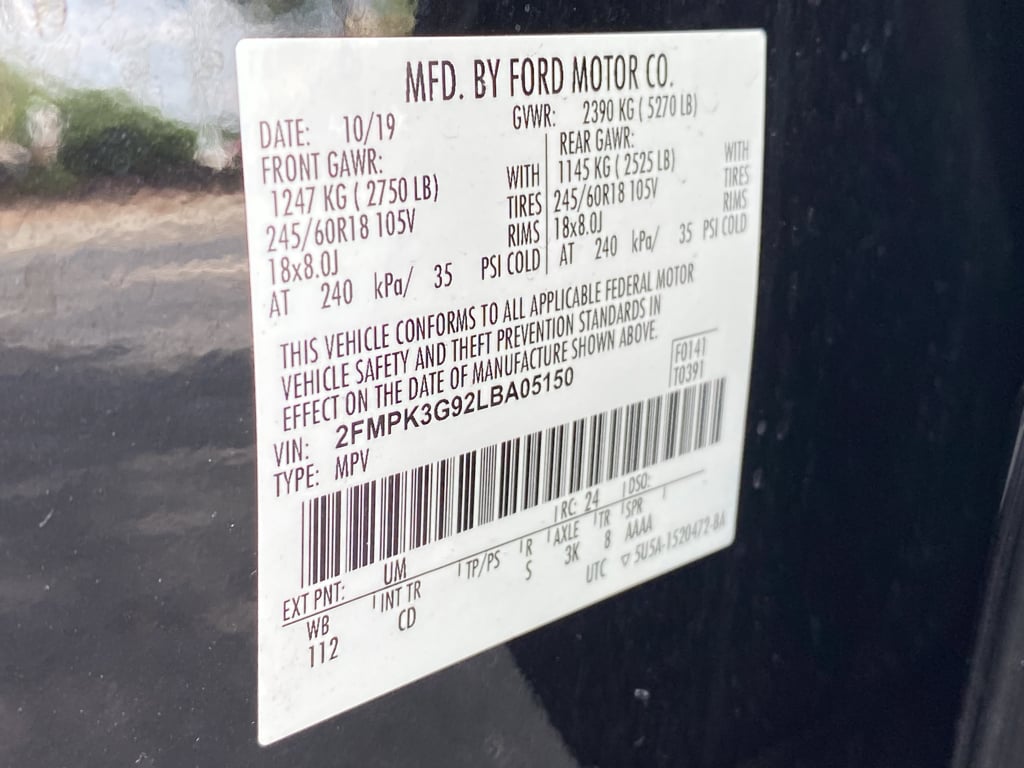 MFD. BY FORD MOTOR CO.
DATE: 10/19
GVWR: 2390 KG ( 5270 LB)
FRONT GAWR:
1247 KG ( 2750 LB)
245/60R18 105V
18x8.0J
WITH
TIRES
RIMS
AT 240 kPa/ 35 PSI COLD
REAR GAWR:
1145 KG ( 2525 LB)
245/60R18 105V
18x8.0J
WITH
TIRES
RIMS
AT 240 kPa/ 35 PSI COLD
THIS VEHICLE CONFORMS TO ALL APPLICABLE FEDERAL MOTOR
VEHICLE SAFETY AND THEFT PREVENTION STANDARDS IN
EFFECT ON THE DATE OF MANUFACTURE SHOWN ABOVE.
F0141
T0391
VIN: 2FMPK3G92LBA05150
TYPE: MPV
EXT PNT: UM RC: 24 DSO:
WB INT TR TP/PS R AXLE TR SPR
112 CD S 3K 8 AAAA
UTC ▽ 5U5A-1520472-BA